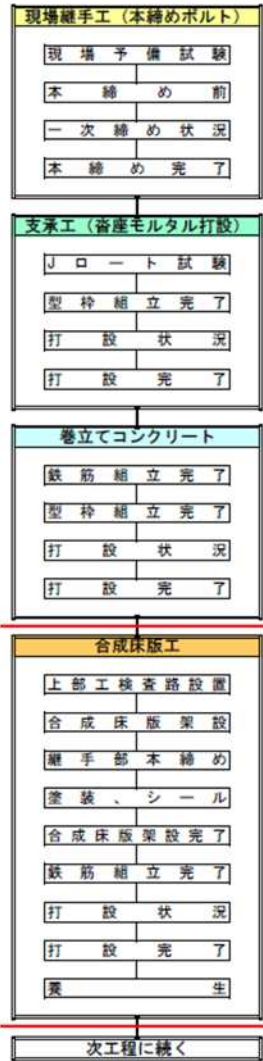 現場継手工（本締めボルト）
現場予備試験
本締め前
一次締め状況
本締め完了
支承工（沓座モルタル打設）
Jロート試験
型枠組立完了
打設状況
打設完了
巻立てコンクリート
鉄筋組立完了
型枠組立完了
打設状況
打設完了
合成床版工
上部工検査路設置
合成床版架設
継手部本締め
塗装、シール
合成床版架設完了
鉄筋組立完了
打設状況
打設完了
養生
次工程に続く